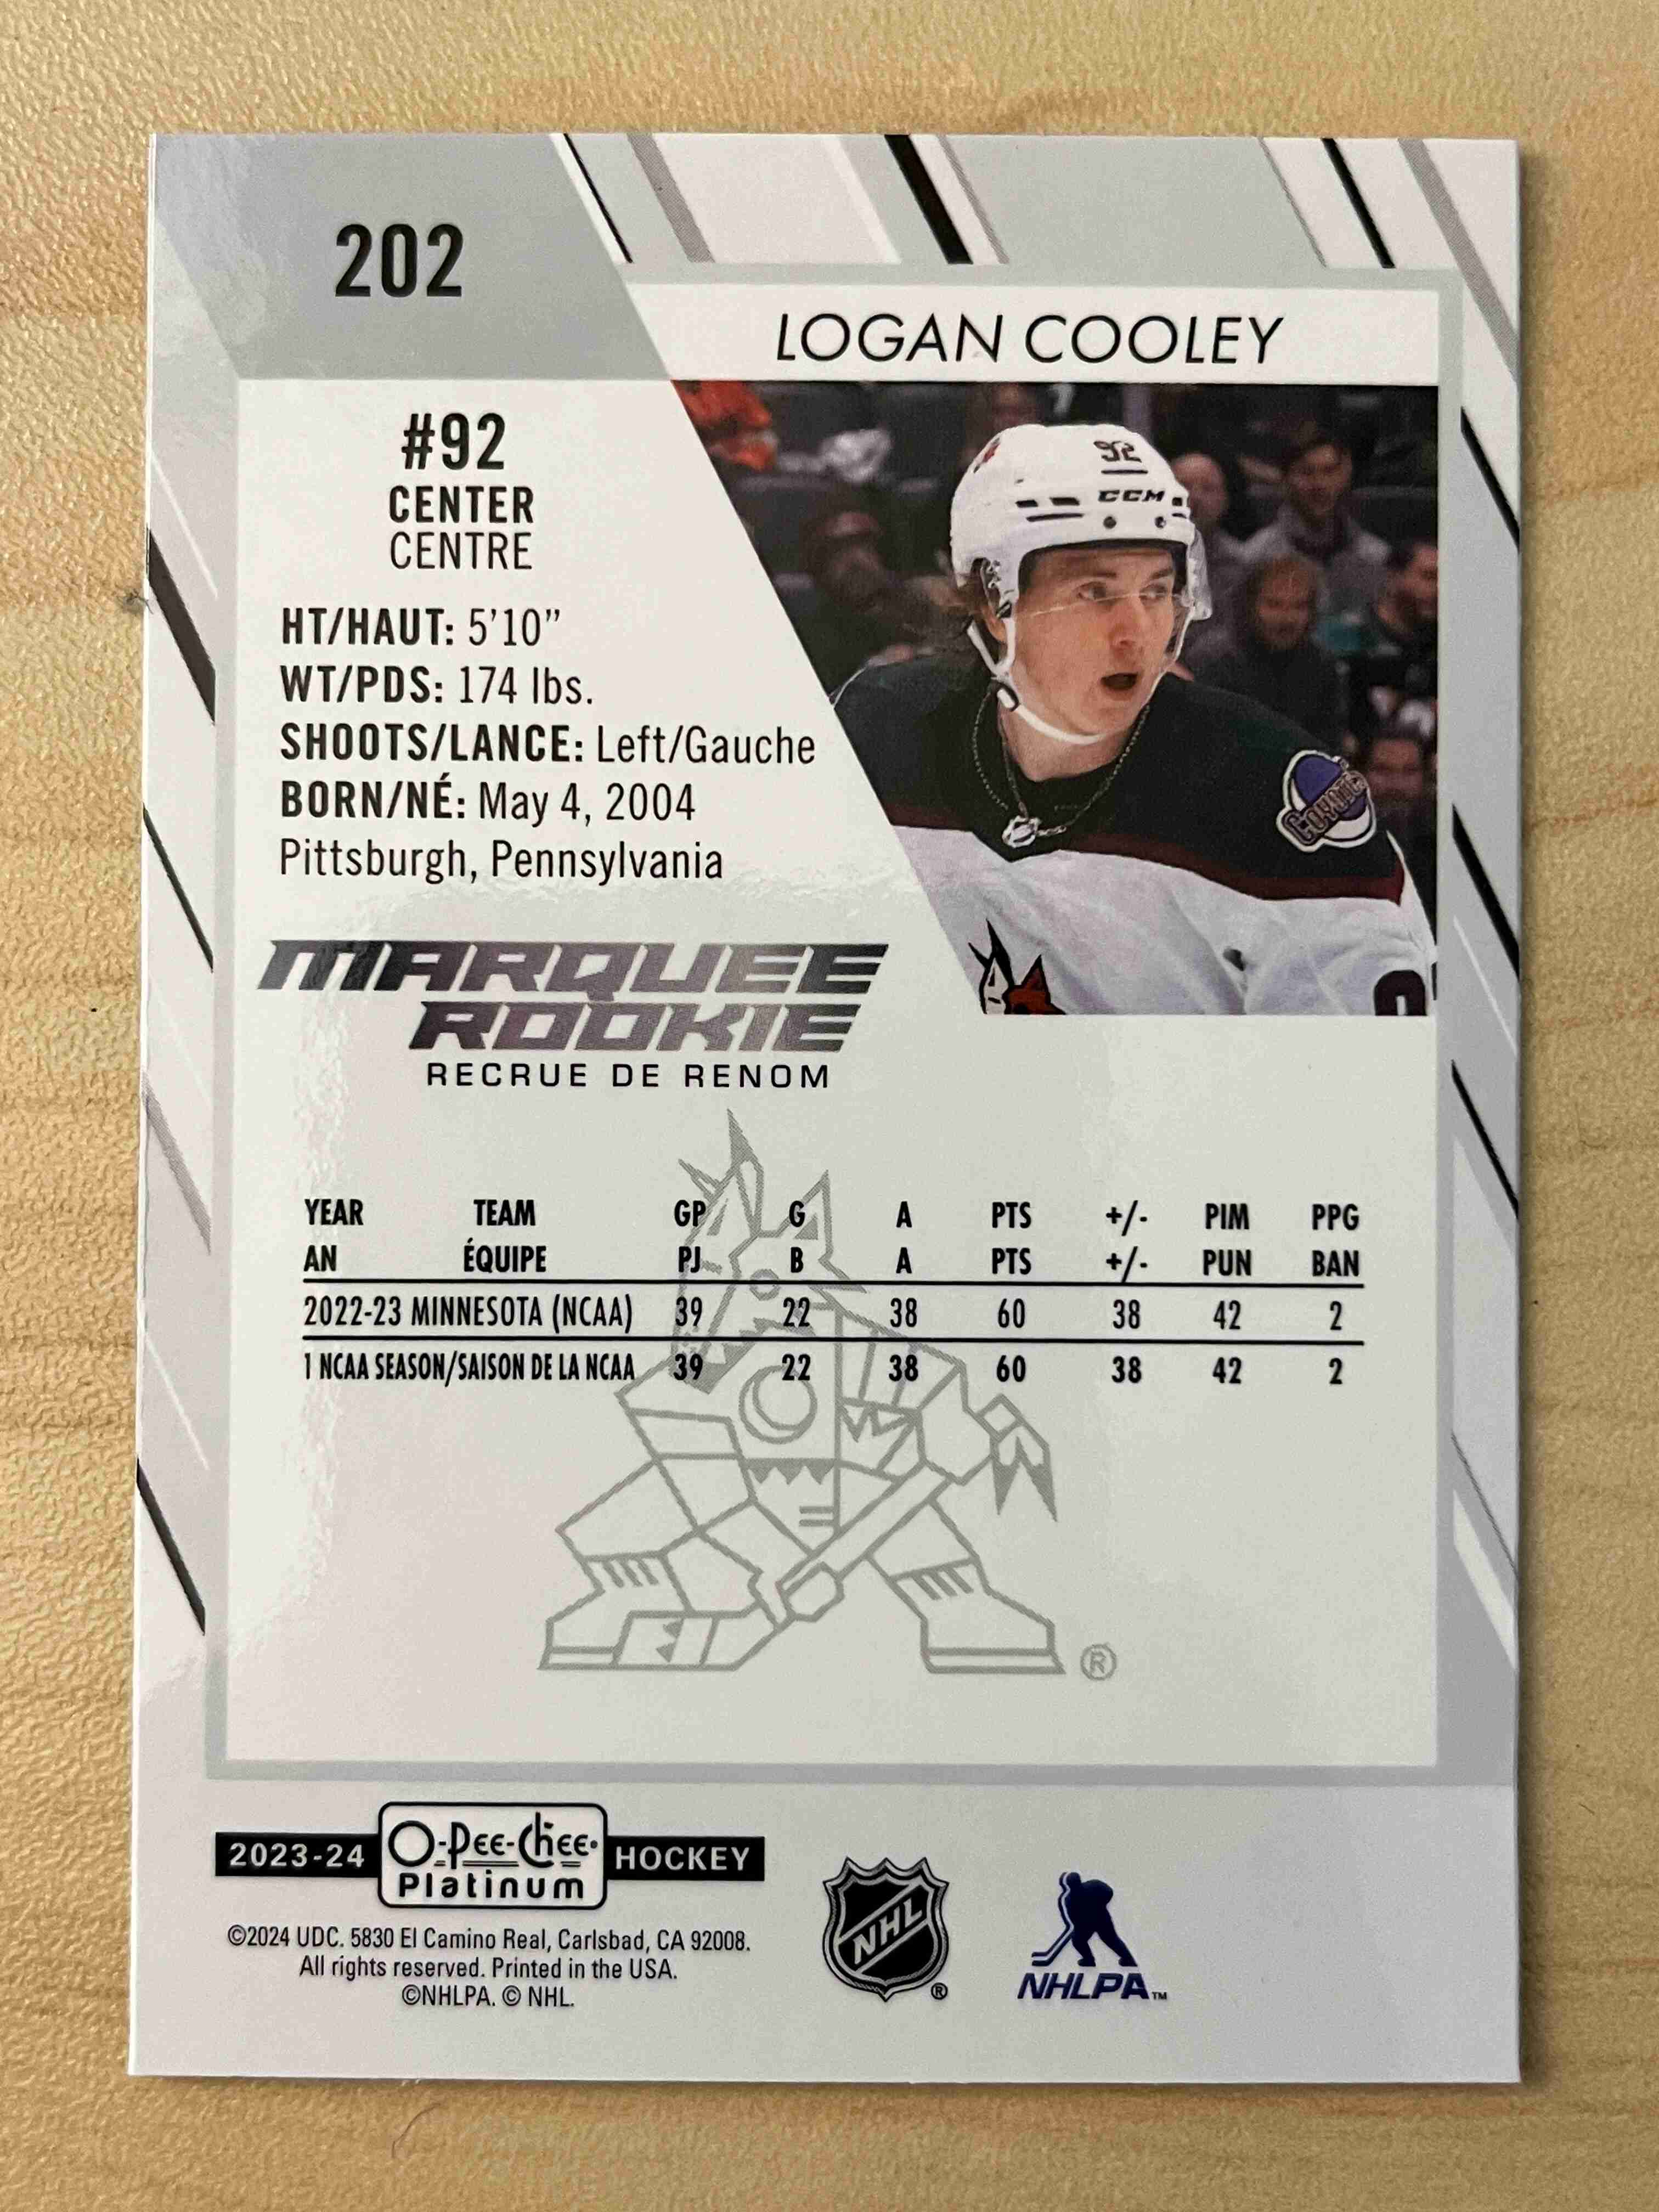 202
LOGAN COOLEY
#92
CENTER
CENTRE
HT/HAUT: 5'10”
WT/PDS: 174 lbs.
SHOOTS/LANCE: Left/Gauche
BORN/NÉ: May 4, 2004
Pittsburgh, Pennsylvania
92
CCM
COYOTES
MARQUEE
ROOKIE
RECRUE DE RENOM
YEAR TEAM GP G A PTS +/- PIM PPG
AN ÉQUIPE PJ B A PTS +/- PUN BAN
2022-23 MINNESOTA (NCAA) 39 22 38 60 38 42 2
1 NCAA SEASON/SAISON DE LA NCAA 39 22 38 60 38 42 2
®
2023-24 O-Pee-Chee® Platinum HOCKEY
©2024 UDC. 5830 El Camino Real, Carlsbad, CA 92008.
All rights reserved. Printed in the USA.
©NHLPA. © NHL.
NHL ®
NHLPA™